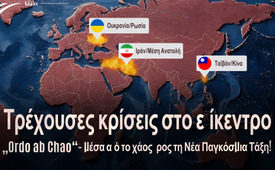 Ουκρανία/Ρωσία
Ιράν/Μέση Ανατολή
Ταϊβάν/Κίνα
Τρέχουσες κρίσεις στο ε ίκεντρο
„Ordo ab Chao“- μέσα α ό το χάος ρος τη Νέα Παγκόσμια Τάξη!